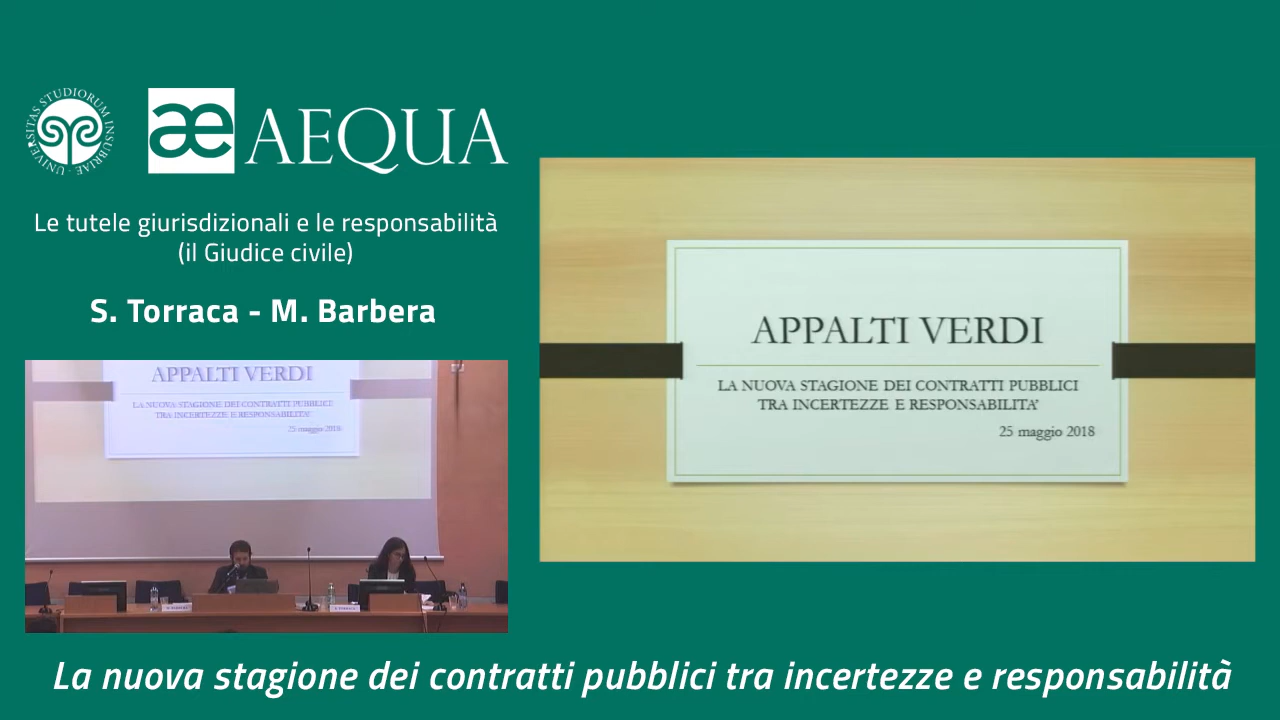 UNIVERSITAS STUDIORUM INSUBRIAE
æ AEQUA
Le tutele giurisdizionali e le responsabilità
(il Giudice civile)
S. Torraca - M. Barbera
APPALTI VERDI
LA NUOVA STAGIONE DEI CONTRATTI PUBBLICI
TRA INCERTEZZE E RESPONSABILITA'
25 maggio 2018
APPALTI VERDI
LA NUOVA STAGIONE DEI CONTRATTI PUBBLICI
TRA INCERTEZZE E RESPONSABILITA'
25 maggio 2018
M. BARBERA
S. TORRACA
La nuova stagione dei contratti pubblici tra incertezze e responsabilità